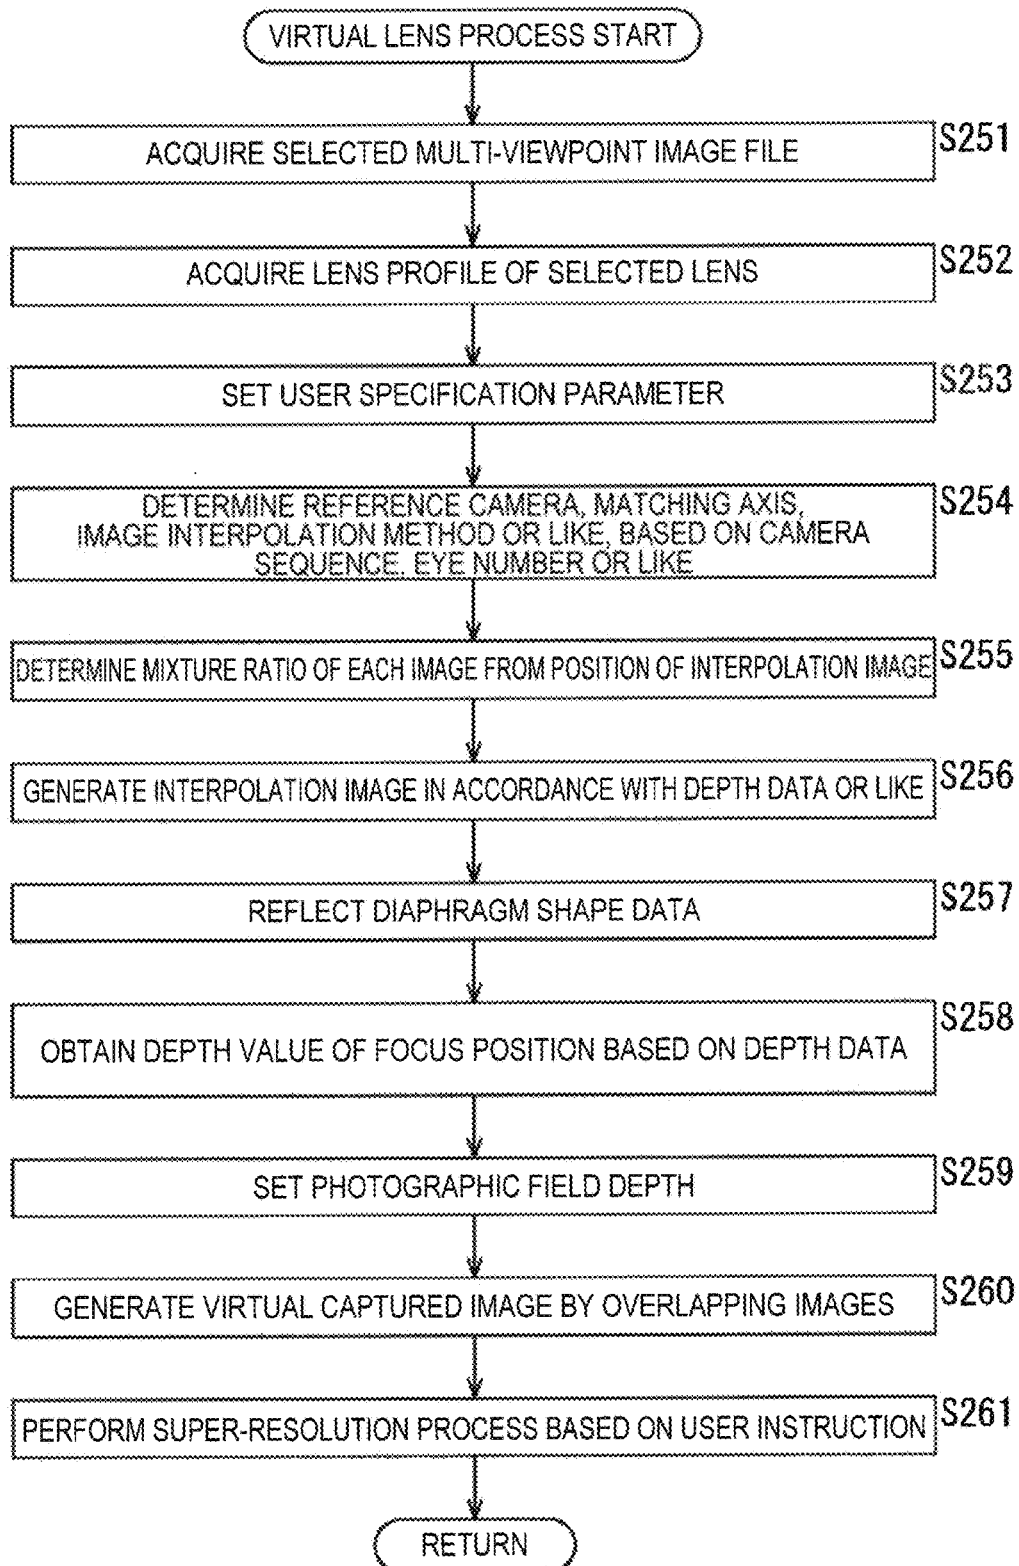 VIRTUAL LENS PROCESS START
S251
ACQUIRE SELECTED MULTI-VIEWPOINT IMAGE FILE
S252
ACQUIRE LENS PROFILE OF SELECTED LENS
S253
SET USER SPECIFICATION PARAMETER
S254
DETERMINE REFERENCE CAMERA, MATCHING AXIS,
IMAGE INTERPOLATION METHOD OR LIKE, BASED ON CAMERA
SEQUENCE. EYE NUMBER OR LIKE
S255
DETERMINE MIXTURE RATIO OF EACH IMAGE FROM POSITION OF INTERPOLATION IMAGE
S256
GENERATE INTERPOLATION IMAGE IN ACCORDANCE WITH DEPTH DATA OR LIKE
S257
REFLECT DIAPHRAGM SHAPE DATA
S258
OBTAIN DEPTH VALUE OF FOCUS POSITION BASED ON DEPTH DATA
S259
SET PHOTOGRAPHIC FIELD DEPTH
S260
GENERATE VIRTUAL CAPTURED IMAGE BY OVERLAPPING IMAGES
S261
PERFORM SUPER-RESOLUTION PROCESS BASED ON USER INSTRUCTION
RETURN